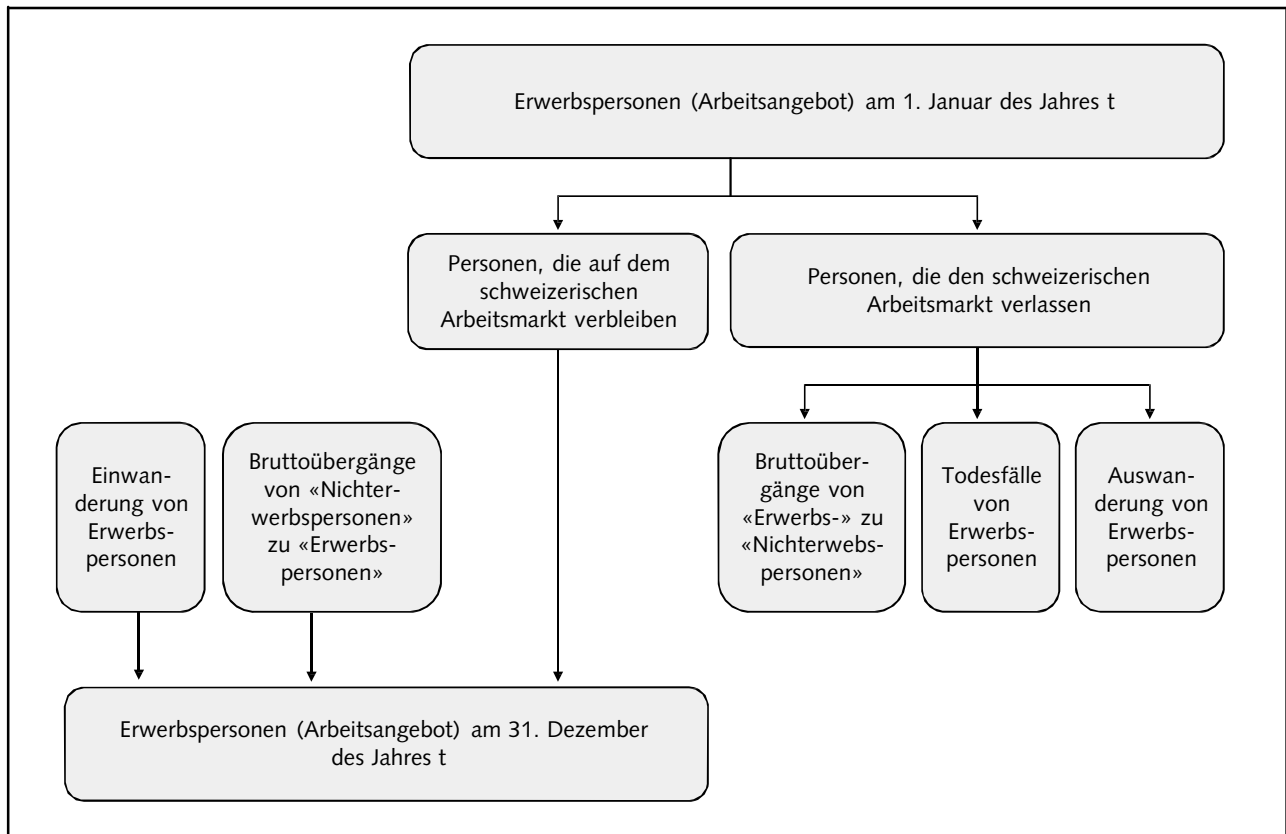 Erwerbspersonen (Arbeitsangebot) am 1. Januar des Jahres t
Personen, die auf dem
schweizerischen
Arbeitsmarkt verbleiben
Personen, die den schweizerischen
Arbeitsmarkt verlassen
Einwan-
derung von
Erwerbs-
personen
Bruttoübergänge
von «Nichter-
werbspersonen»
zu «Erwerbs-
personen»
Bruttoüber-
gänge von
«Erwerbs-» zu
«Nichterwebs-
personen»
Todesfälle
von
Erwerbs-
personen
Auswan-
derung von
Erwerbs-
personen
Erwerbspersonen (Arbeitsangebot) am 31. Dezember
des Jahres t